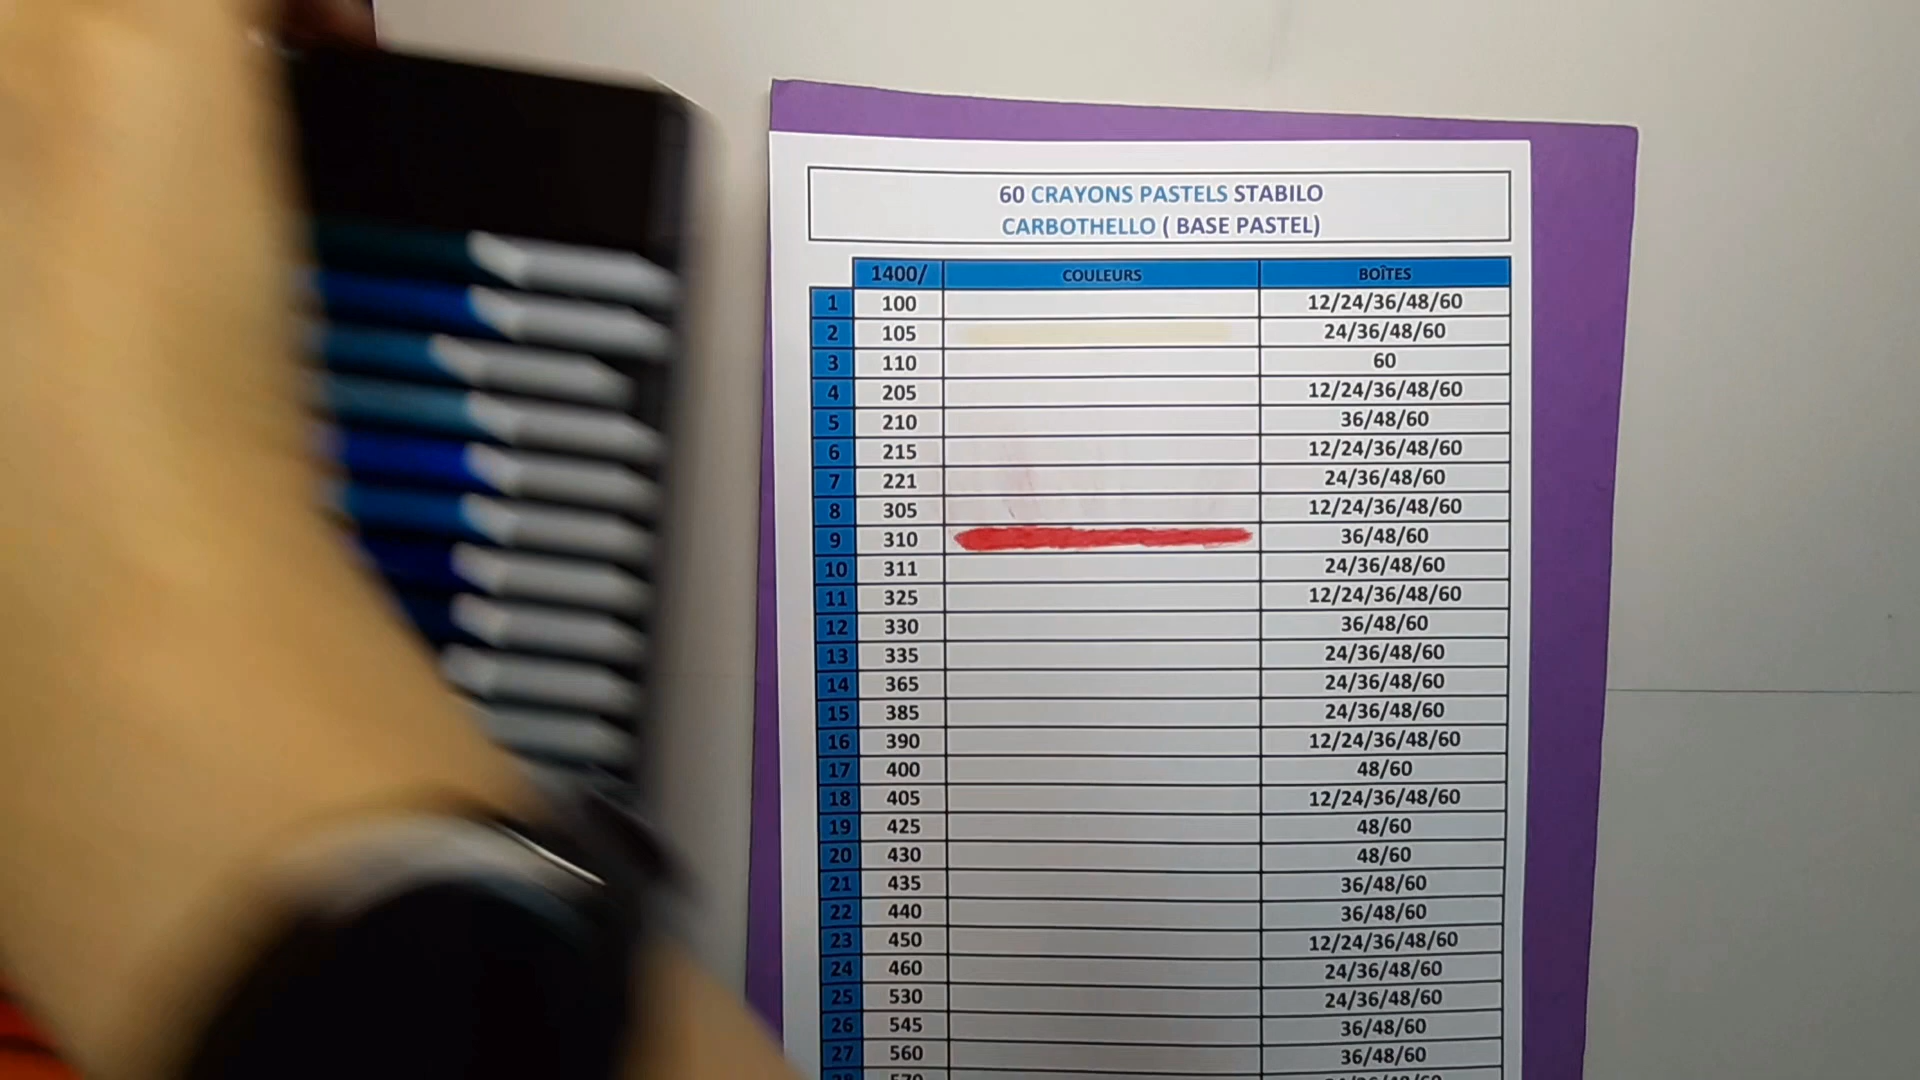 60 CRAYONS PASTELS STABILO
CARBOTHELLO ( BASE PASTEL)
1400/ COULEURS BOÎTES
1 100 12/24/36/48/60
2 105 24/36/48/60
3 110 60
4 205 12/24/36/48/60
5 210 36/48/60
6 215 12/24/36/48/60
7 221 24/36/48/60
8 305 12/24/36/48/60
9 310 36/48/60
10 311 24/36/48/60
11 325 12/24/36/48/60
12 330 36/48/60
13 335 24/36/48/60
14 365 24/36/48/60
15 385 24/36/48/60
16 390 12/24/36/48/60
17 400 48/60
18 405 12/24/36/48/60
19 425 48/60
20 430 48/60
21 435 36/48/60
22 440 36/48/60
23 450 12/24/36/48/60
24 460 24/36/48/60
25 530 24/36/48/60
26 545 36/48/60
27 560 36/48/60